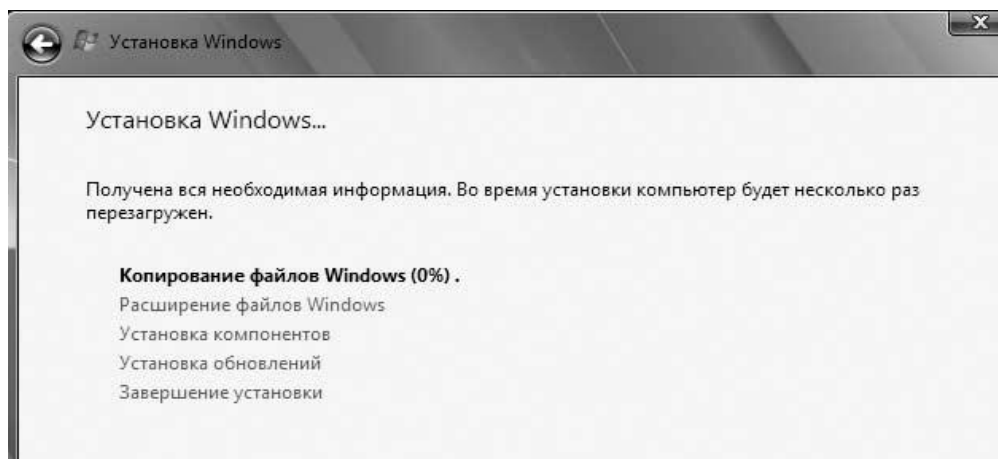 Установка Windows
Установка Windows...
Получена вся необходимая информация. Во время установки компьютер будет несколько раз
перезагружен.
Копирование файлов Windows (0%) .
Расширение файлов Windows
Установка компонентов
Установка обновлений
Завершение установки